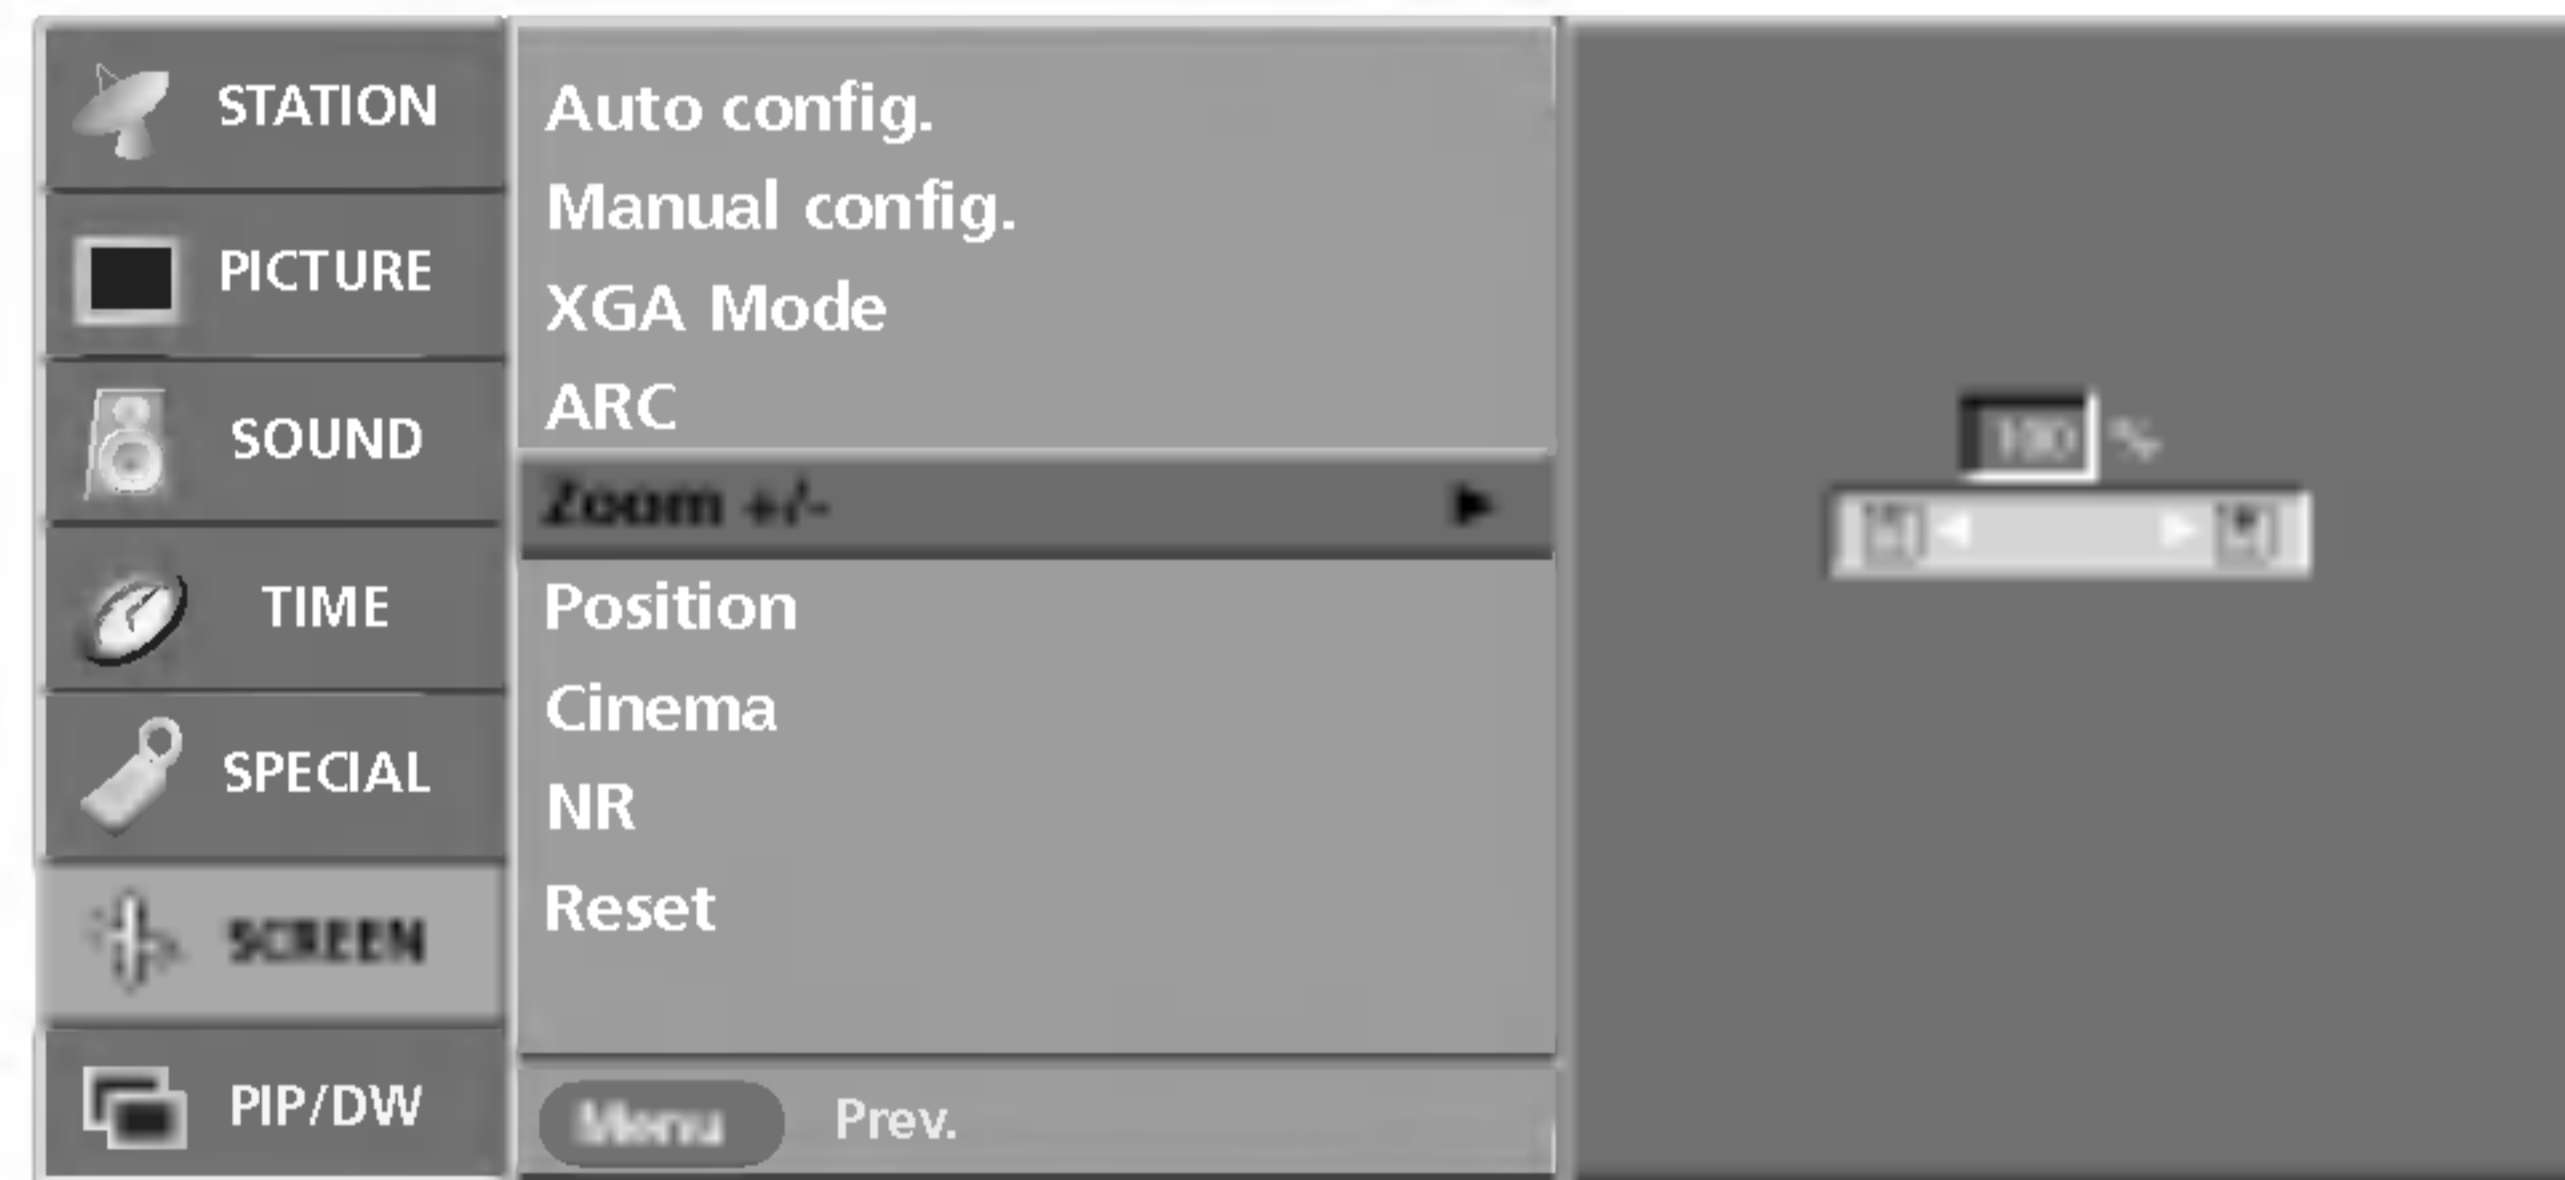 STATION
PICTURE
SOUND
TIME
SPECIAL
SCREEN
PIP/DW
Auto config.
Manual config.
XGA Mode
ARC
Zoom +/-
Position
Cinema
NR
Reset
Menu Prev.
100 %